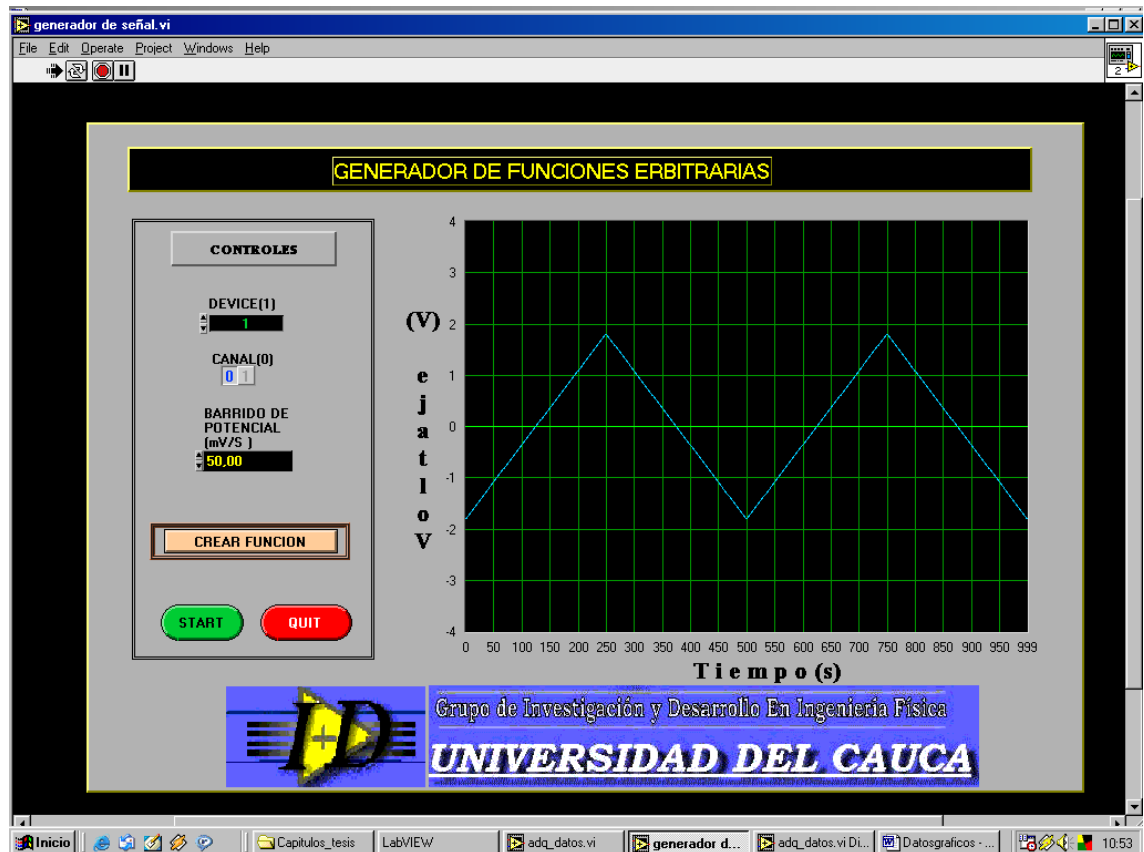 generador de señal.vi
File Edit Operate Project Windows Help
2
GENERADOR DE FUNCIONES ERBITRARIAS
CONTROLES
DEVICE(1)
1
CANAL(0)
0 1
BARRIDO DE
POTENCIAL
(mV/S )
50,00
CREAR FUNCION
START QUIT
(V)
e
j
a
t
l
o
V
4
3
2
1
0
-1
-2
-3
-4
0 50 100 150 200 250 300 350 400 450 500 550 600 650 700 750 800 850 900 950 999
Tiempo(s)
I+D
Grupo de Investigación y Desarrollo En Ingeniería Física
UNIVERSIDAD DEL CAUCA
Inicio Capitulos_tesis LabVIEW adq_datos.vi generador d... adq_datos.vi Di... Datosgraficos - ... 10:53